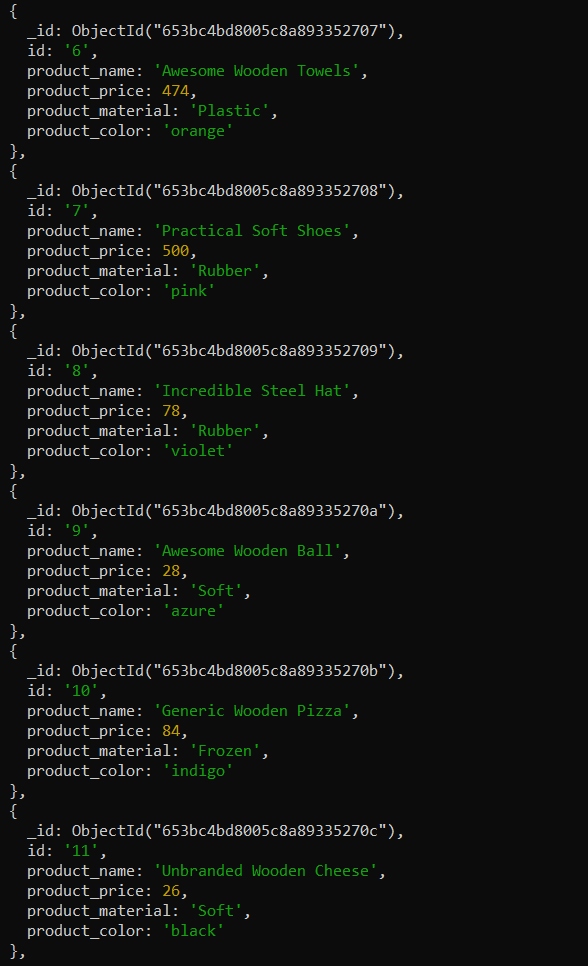 {
  _id: ObjectId("653bc4bd8005c8a893352707"),
  id: '6',
  product_name: 'Awesome Wooden Towels',
  product_price: 474,
  product_material: 'Plastic',
  product_color: 'orange'
},
{
  _id: ObjectId("653bc4bd8005c8a893352708"),
  id: '7',
  product_name: 'Practical Soft Shoes',
  product_price: 500,
  product_material: 'Rubber',
  product_color: 'pink'
},
{
  _id: ObjectId("653bc4bd8005c8a893352709"),
  id: '8',
  product_name: 'Incredible Steel Hat',
  product_price: 78,
  product_material: 'Rubber',
  product_color: 'violet'
},
{
  _id: ObjectId("653bc4bd8005c8a89335270a"),
  id: '9',
  product_name: 'Awesome Wooden Ball',
  product_price: 28,
  product_material: 'Soft',
  product_color: 'azure'
},
{
  _id: ObjectId("653bc4bd8005c8a89335270b"),
  id: '10',
  product_name: 'Generic Wooden Pizza',
  product_price: 84,
  product_material: 'Frozen',
  product_color: 'indigo'
},
{
  _id: ObjectId("653bc4bd8005c8a89335270c"),
  id: '11',
  product_name: 'Unbranded Wooden Cheese',
  product_price: 26,
  product_material: 'Soft',
  product_color: 'black'
},